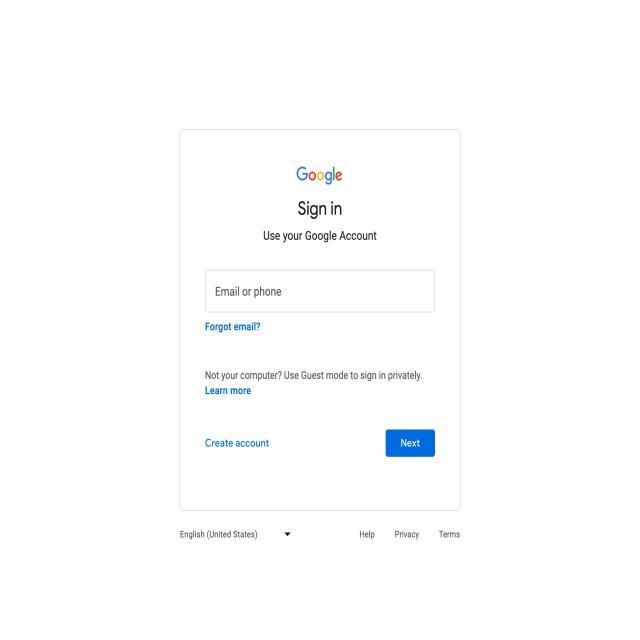 Google
Sign in
Use your Google Account
Email or phone
Forgot email?
Not your computer? Use Guest mode to sign in privately.
Learn more
Create account
Next
English (United States)
Help
Privacy
Terms